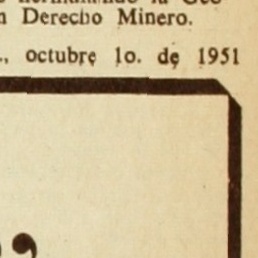 n Derecho Minero.
., octubre 1o. de 1951